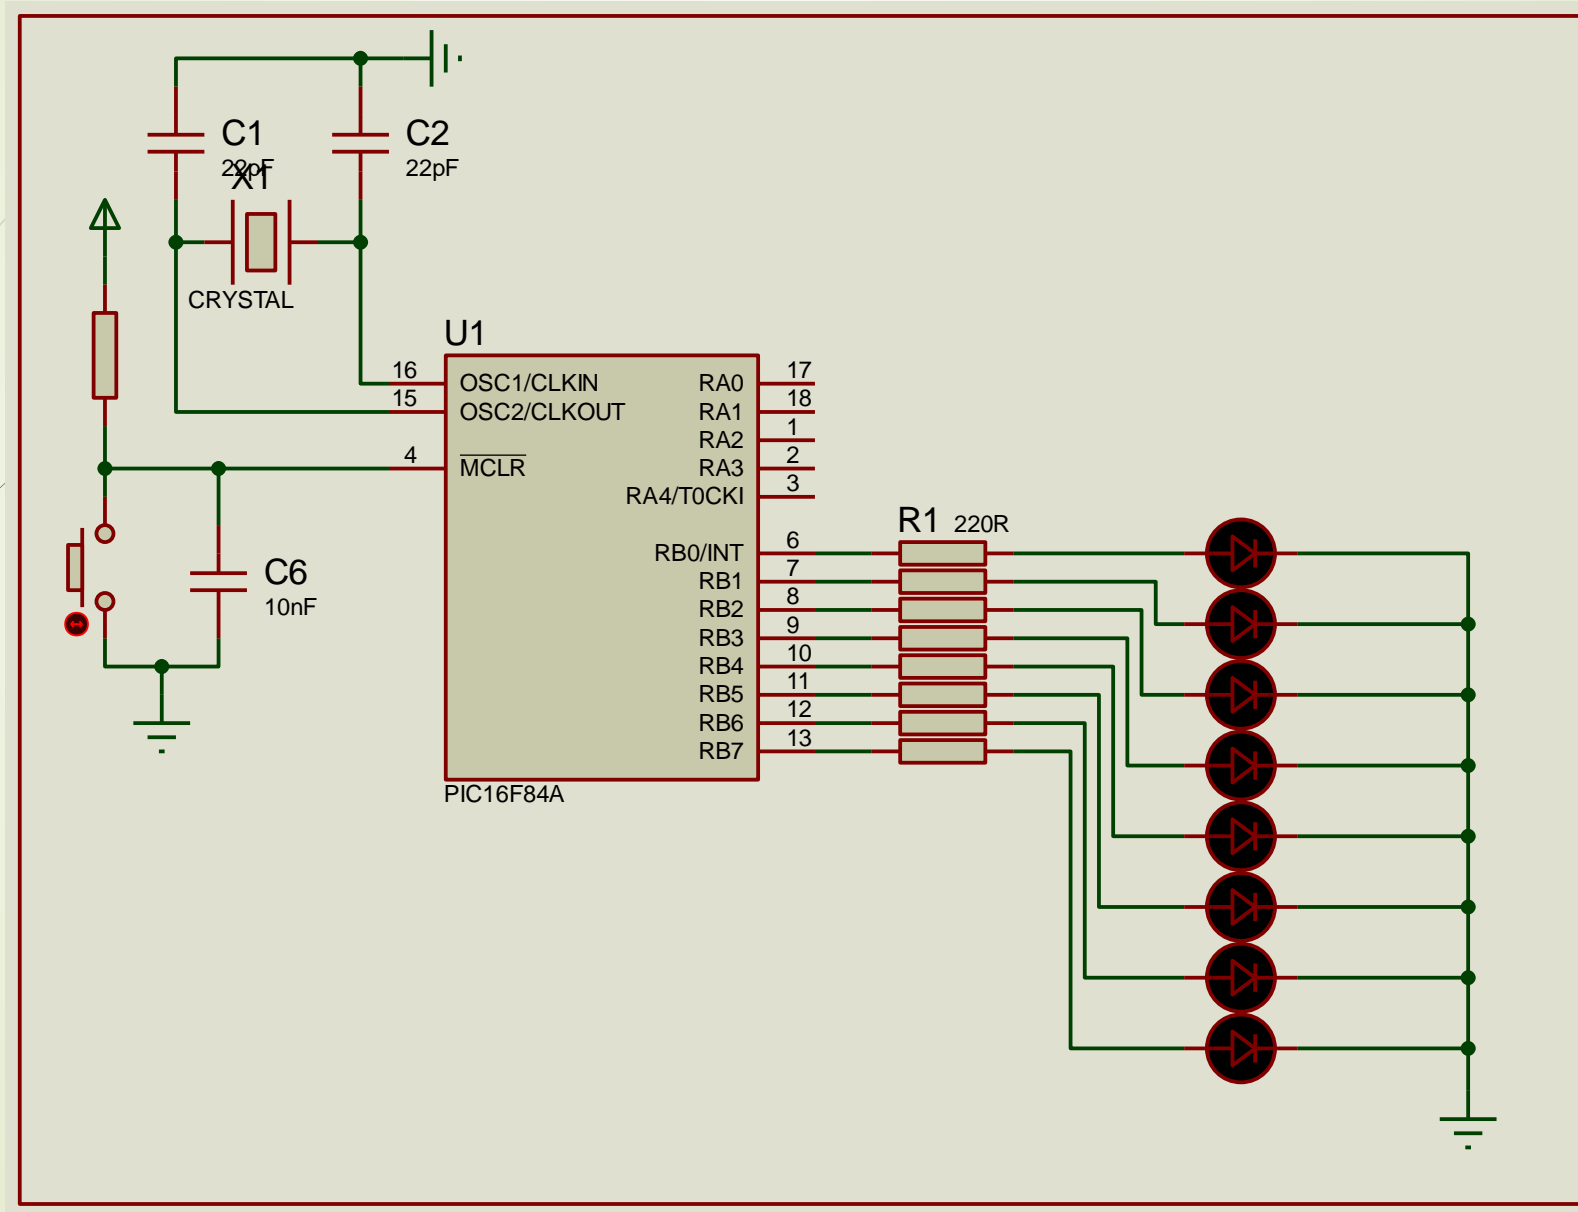 C1
22pF
C2
22pF
X1
CRYSTAL
U1
16 OSC1/CLKIN
15 OSC2/CLKOUT
4 MCLR
RA0 17
RA1 18
RA2 1
RA3 2
RA4/T0CKI 3
RB0/INT 6
RB1 7
RB2 8
RB3 9
RB4 10
RB5 11
RB6 12
RB7 13
PIC16F84A
R1 220R
C6
10nF